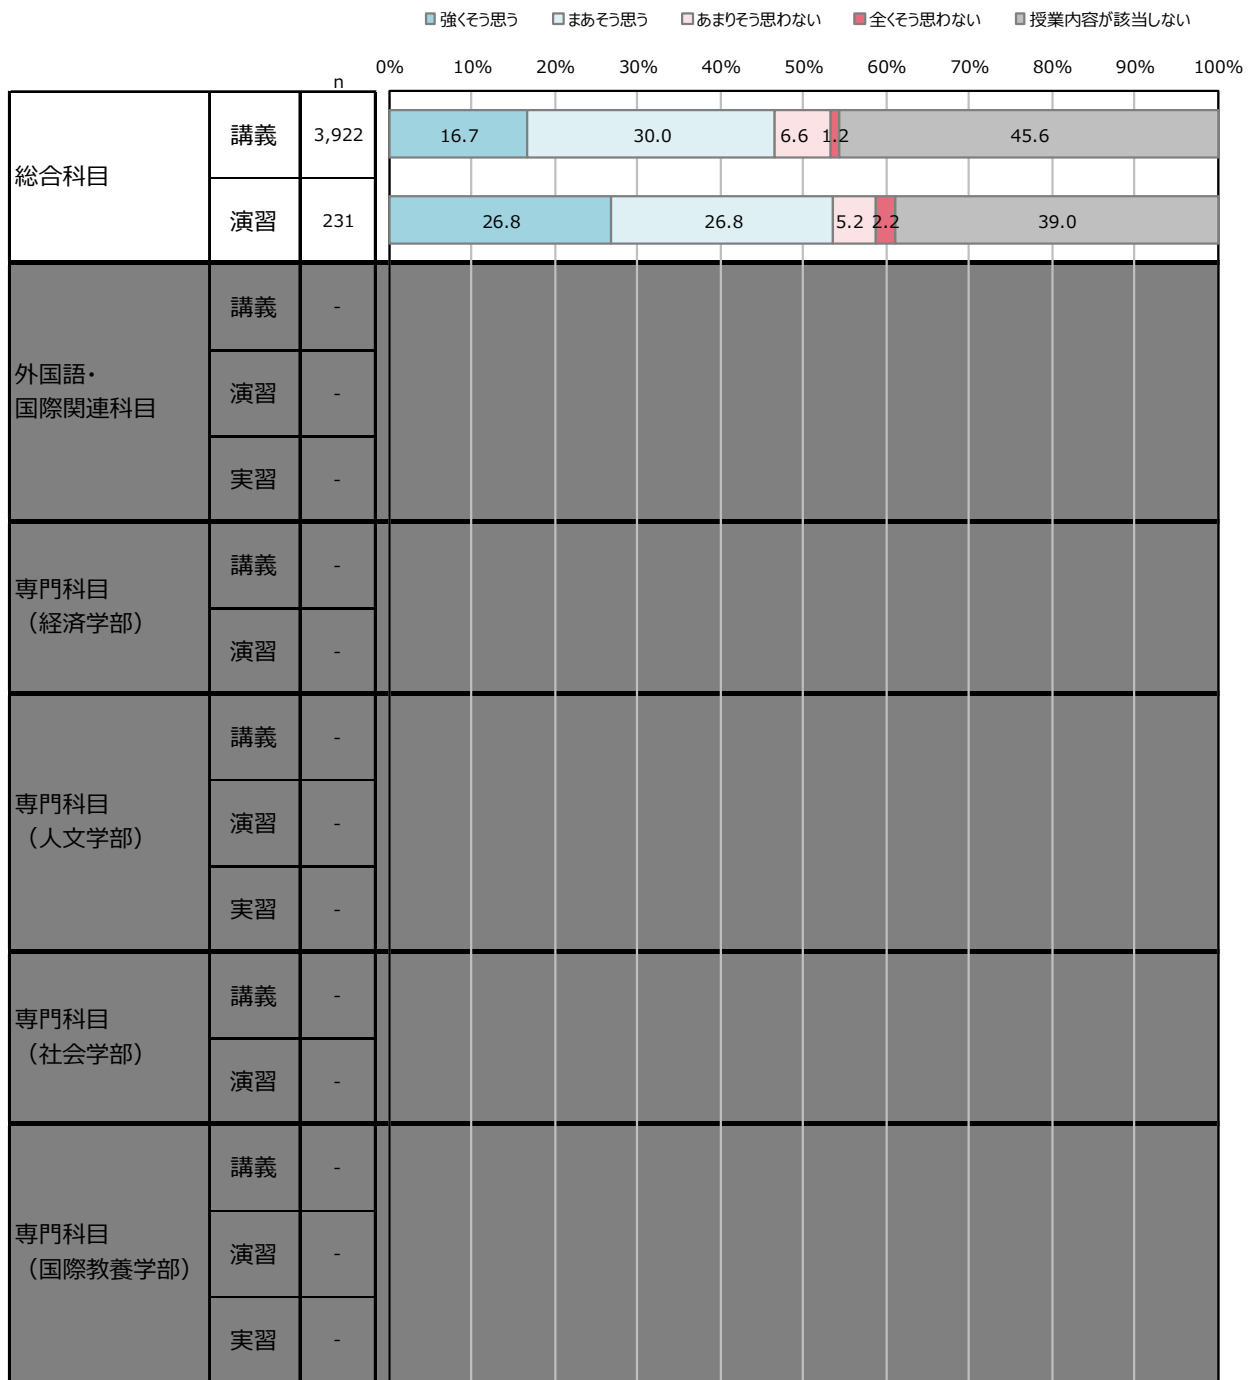 強くそう思う まあそう思う あまりそう思わない 全くそう思わない 授業内容が該当しない
n 0% 10% 20% 30% 40% 50% 60% 70% 80% 90% 100%
総合科目
講義 3,922 16.7 30.0 6.6 1.2 45.6
演習 231 26.8 26.8 5.2 2.2 39.0
外国語・
国際関連科目
講義 -
演習 -
実習 -
専門科目
（経済学部）
講義 -
演習 -
専門科目
（人文学部）
講義 -
演習 -
実習 -
専門科目
（社会学部）
講義 -
演習 -
専門科目
（国際教養学部）
講義 -
演習 -
実習 -